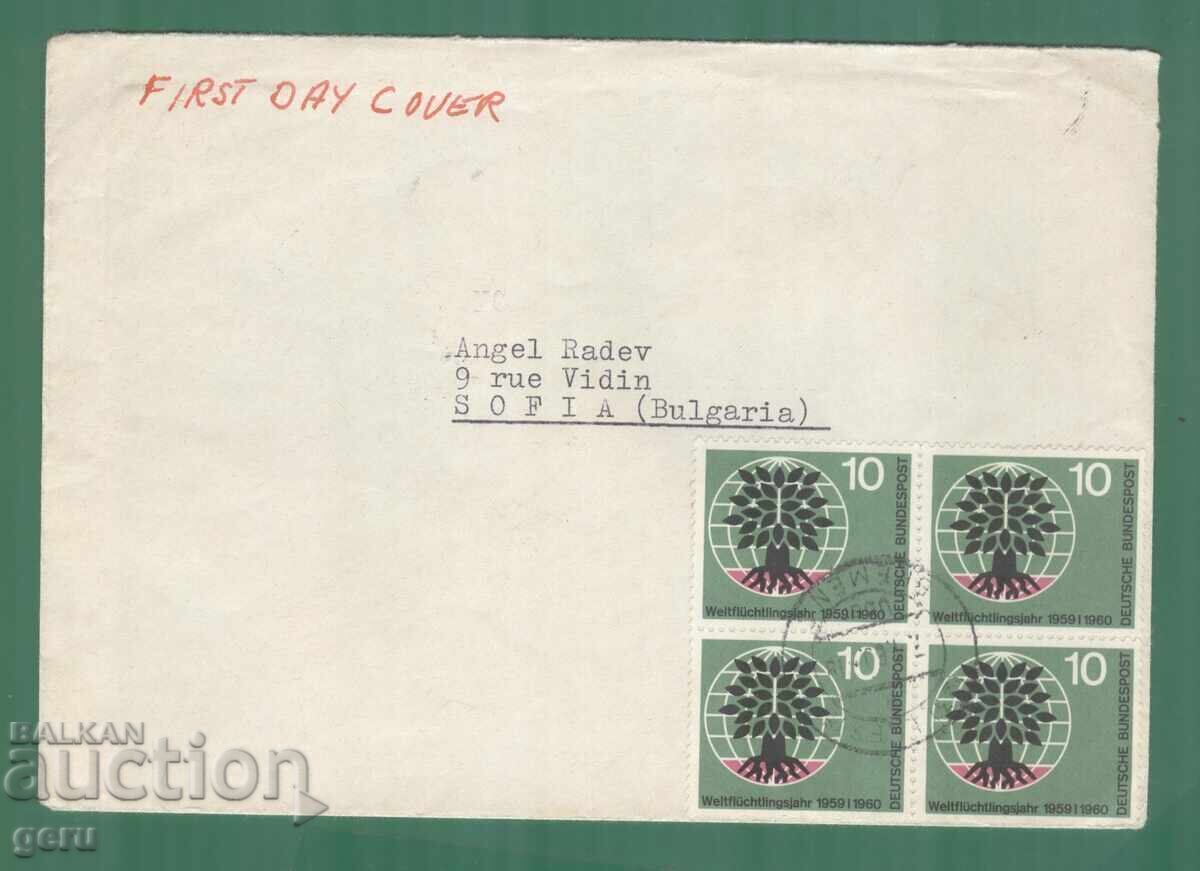 FIRST DAY COVER
Angel Radev
9 rue Vidin
S O F I A (Bulgaria)
10
DEUTSCHE BUNDESPOST
Weltflüchtlingsjahr 1959|1960
10
DEUTSCHE BUNDESPOST
Weltflüchtlingsjahr 1959|1960
10
DEUTSCHE BUNDESPOST
Weltflüchtlingsjahr 1959|1960
10
DEUTSCHE BUNDESPOST
Weltflüchtlingsjahr 1959|1960
BALKAN
auction
geru